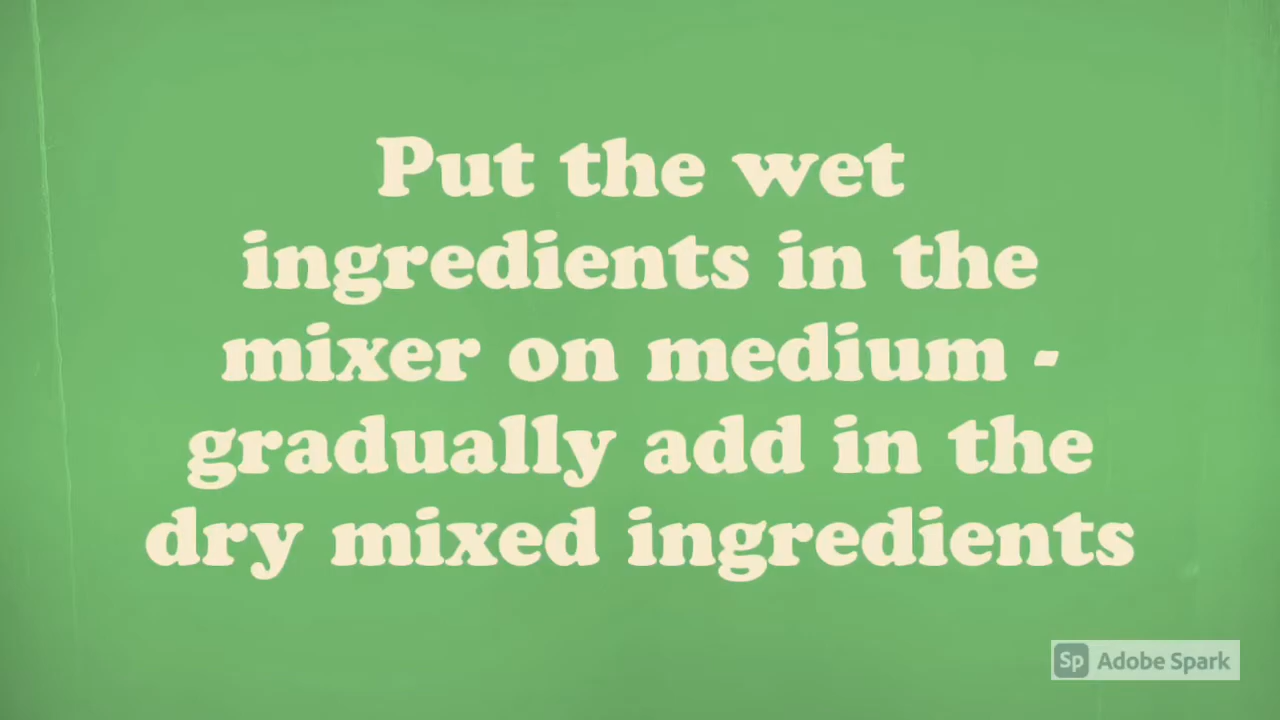 Put the wet
ingredients in the
mixer on medium -
gradually add in the
dry mixed ingredients
Sp Adobe Spark